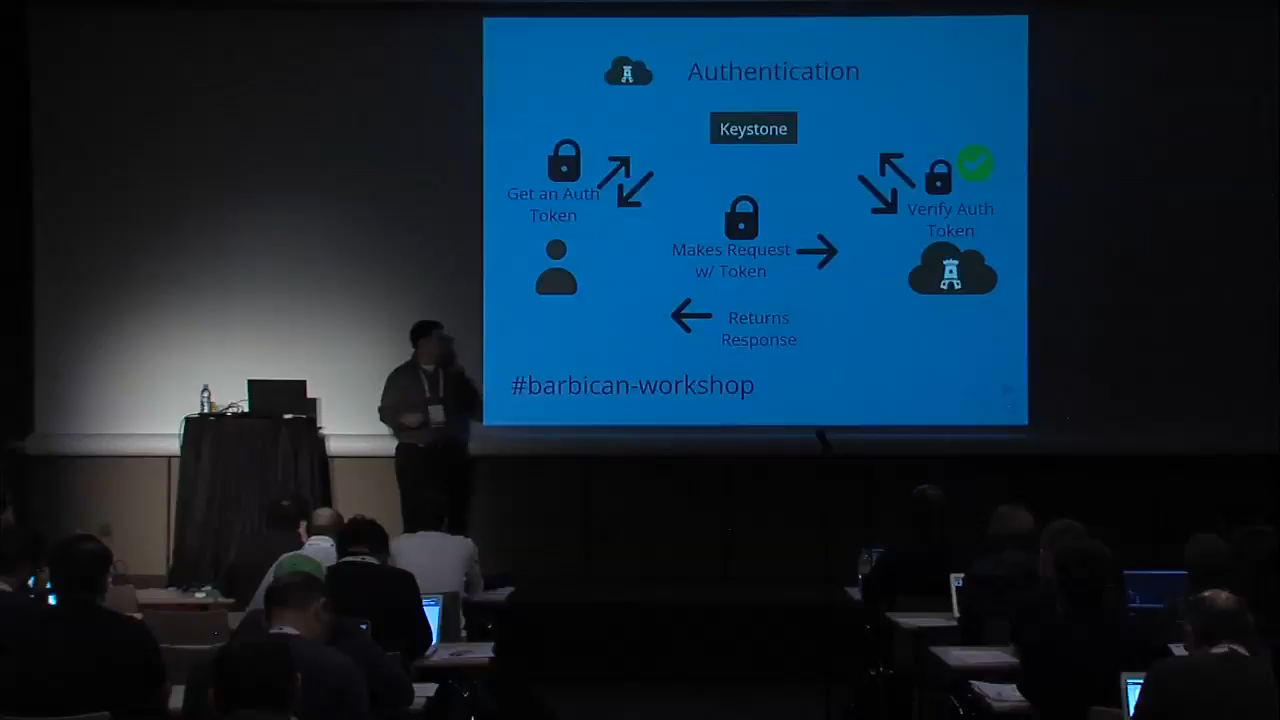 Authentication
Keystone
Get an Auth
Token
Verify Auth
Token
Makes Request
w/ Token
Returns
Response
#barbican-workshop